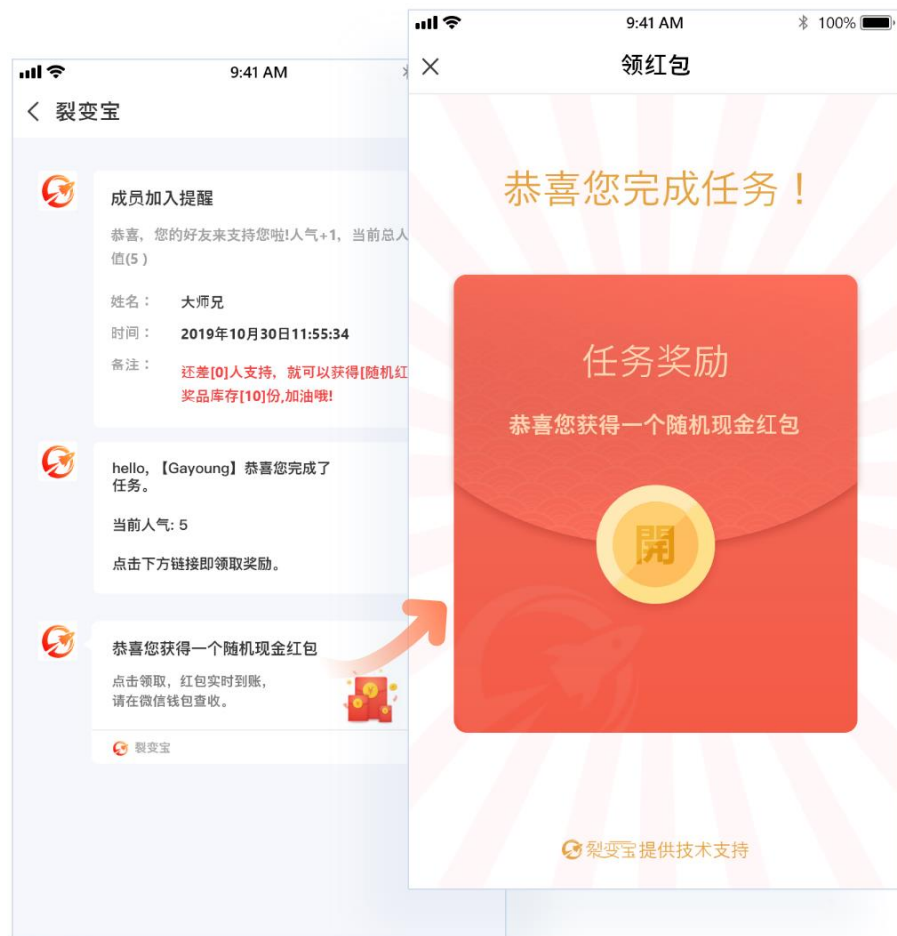 9:41 AM
裂变宝
成员加入提醒
恭喜，您的好友来支持您啦!人气+1，当前总人
值(5 )
姓名： 大师兄
时间： 2019年10月30日11:55:34
备注： 还差[0]人支持，就可以获得[随机红
奖品库存[10]份,加油哦!
hello, 【Gayoung】恭喜您完成了
任务。
当前人气: 5
点击下方链接即领取奖励。
恭喜您获得一个随机现金红包
点击领取，红包实时到账，
请在微信钱包查收。
裂变宝
9:41 AM 100%
领红包
恭喜您完成任务！
任务奖励
恭喜您获得一个随机现金红包
開
裂变宝提供技术支持